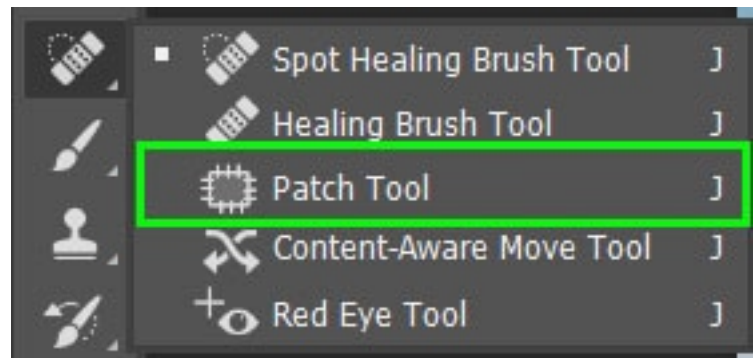 Spot Healing Brush Tool J
Healing Brush Tool J
Patch Tool J
Content-Aware Move Tool J
Red Eye Tool J